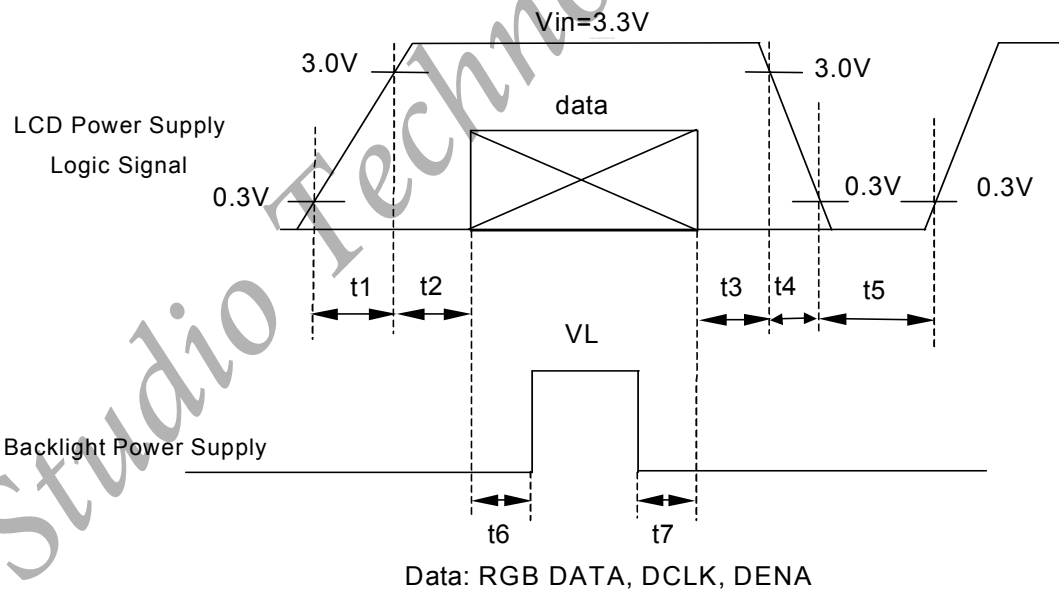 Vin=3.3V
3.0V
3.0V
data
LCD Power Supply
Logic Signal
0.3V
0.3V
0.3V
t1
t2
t3
t4
t5
VL
Backlight Power Supply
t6
t7
Data: RGB DATA, DCLK, DENA
Studio